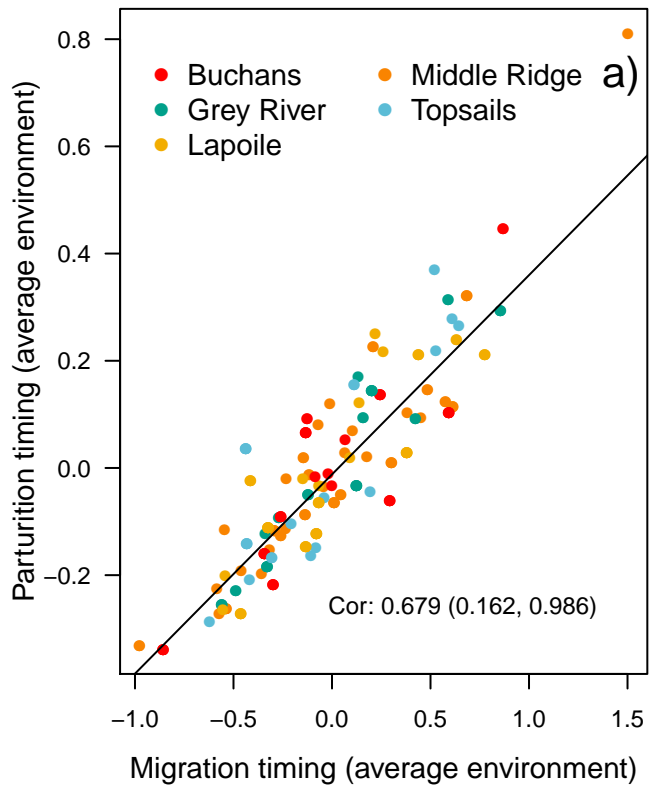 0.8
0.6
0.4
0.2
0.0
−0.2
Parturition timing (average environment)
Buchans
Grey River
Lapoile
Middle Ridge
Topsails
a)
Cor: 0.679 (0.162, 0.986)
−1.0 −0.5 0.0 0.5 1.0 1.5
Migration timing (average environment)